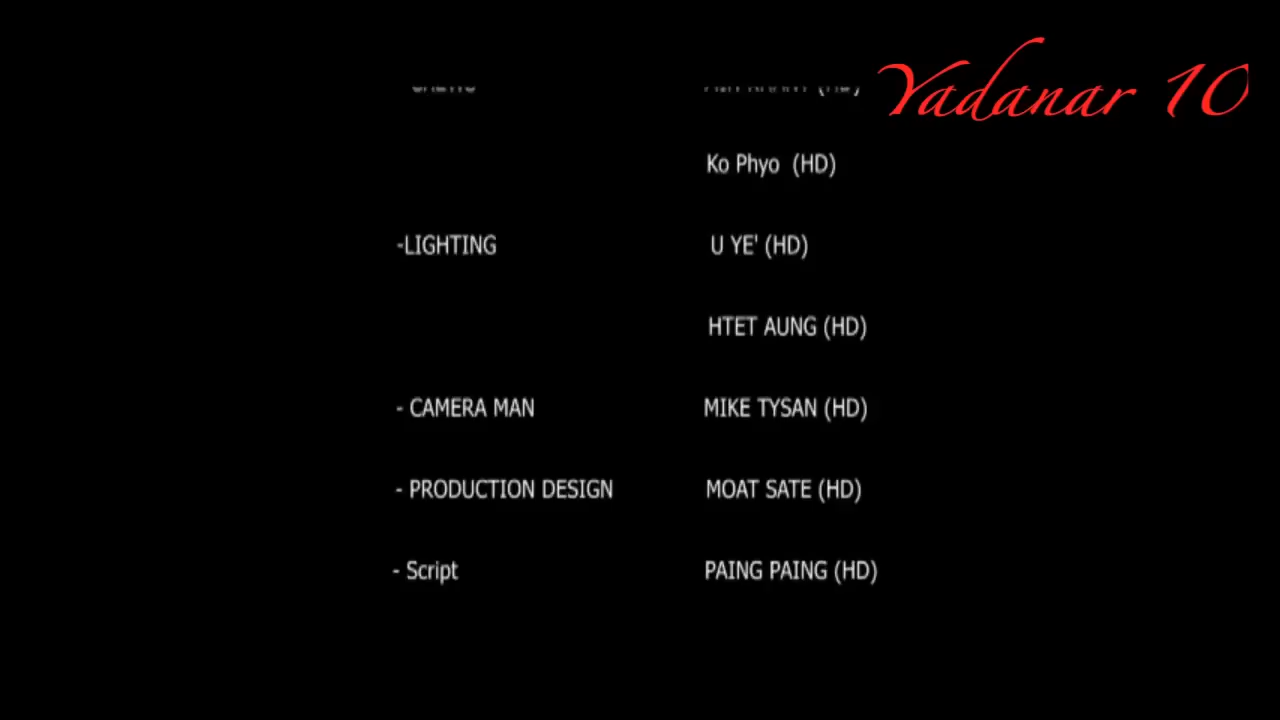 Yadanar 10
Ko Phyo (HD)
-LIGHTING U YE' (HD)
HTET AUNG (HD)
- CAMERA MAN MIKE TYSAN (HD)
- PRODUCTION DESIGN MOAT SATE (HD)
- Script PAING PAING (HD)